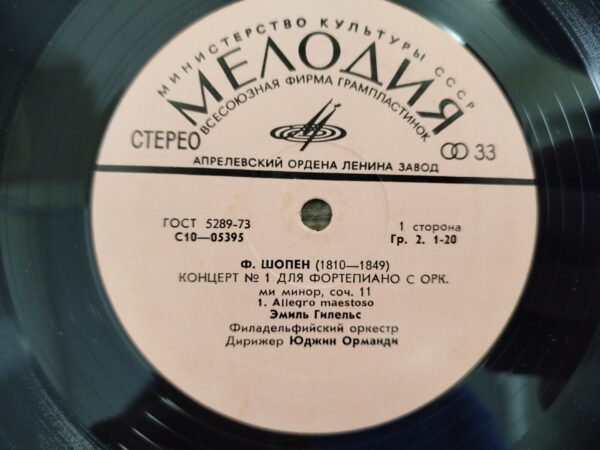 МИНИСТЕРСТВО КУЛЬТУРЫ СССР
МЕЛОДИЯ
ВСЕСОЮЗНАЯ ФИРМА ГРАМПЛАСТИНОК
СТЕРЕО
33
АПРЕЛЕВСКИЙ ОРДЕНА ЛЕНИНА ЗАВОД
ГОСТ 5289-73
1 сторона
С10—05395
Гр. 2. 1-20
Ф. ШОПЕН (1810—1849)
КОНЦЕРТ № 1 ДЛЯ ФОРТЕПИАНО С ОРК.
ми минор, соч. 11
1. Allegro maestoso
Эмиль Гилельс
Филадельфийский оркестр
Дирижер Юджин Орманди